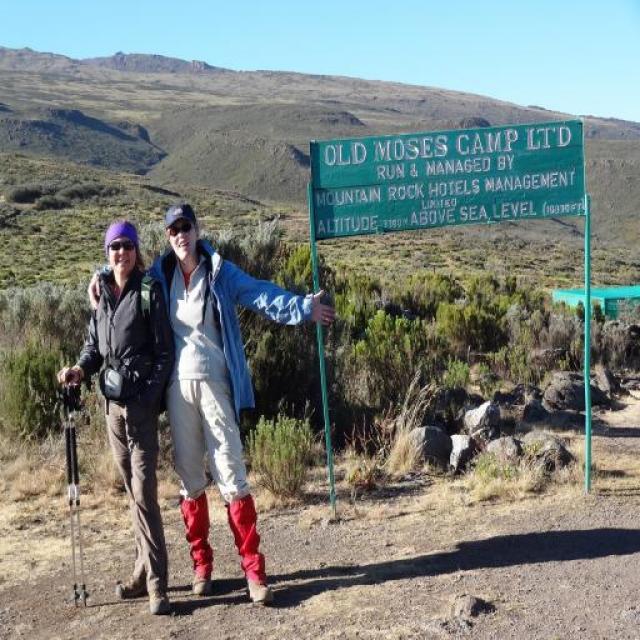 OLD MOSES CAMP LTD
RUN & MANAGED BY
MOUNTAIN ROCK HOTELS MANAGEMENT
LIMITED
ALTITUDE ABOVE SEA LEVEL